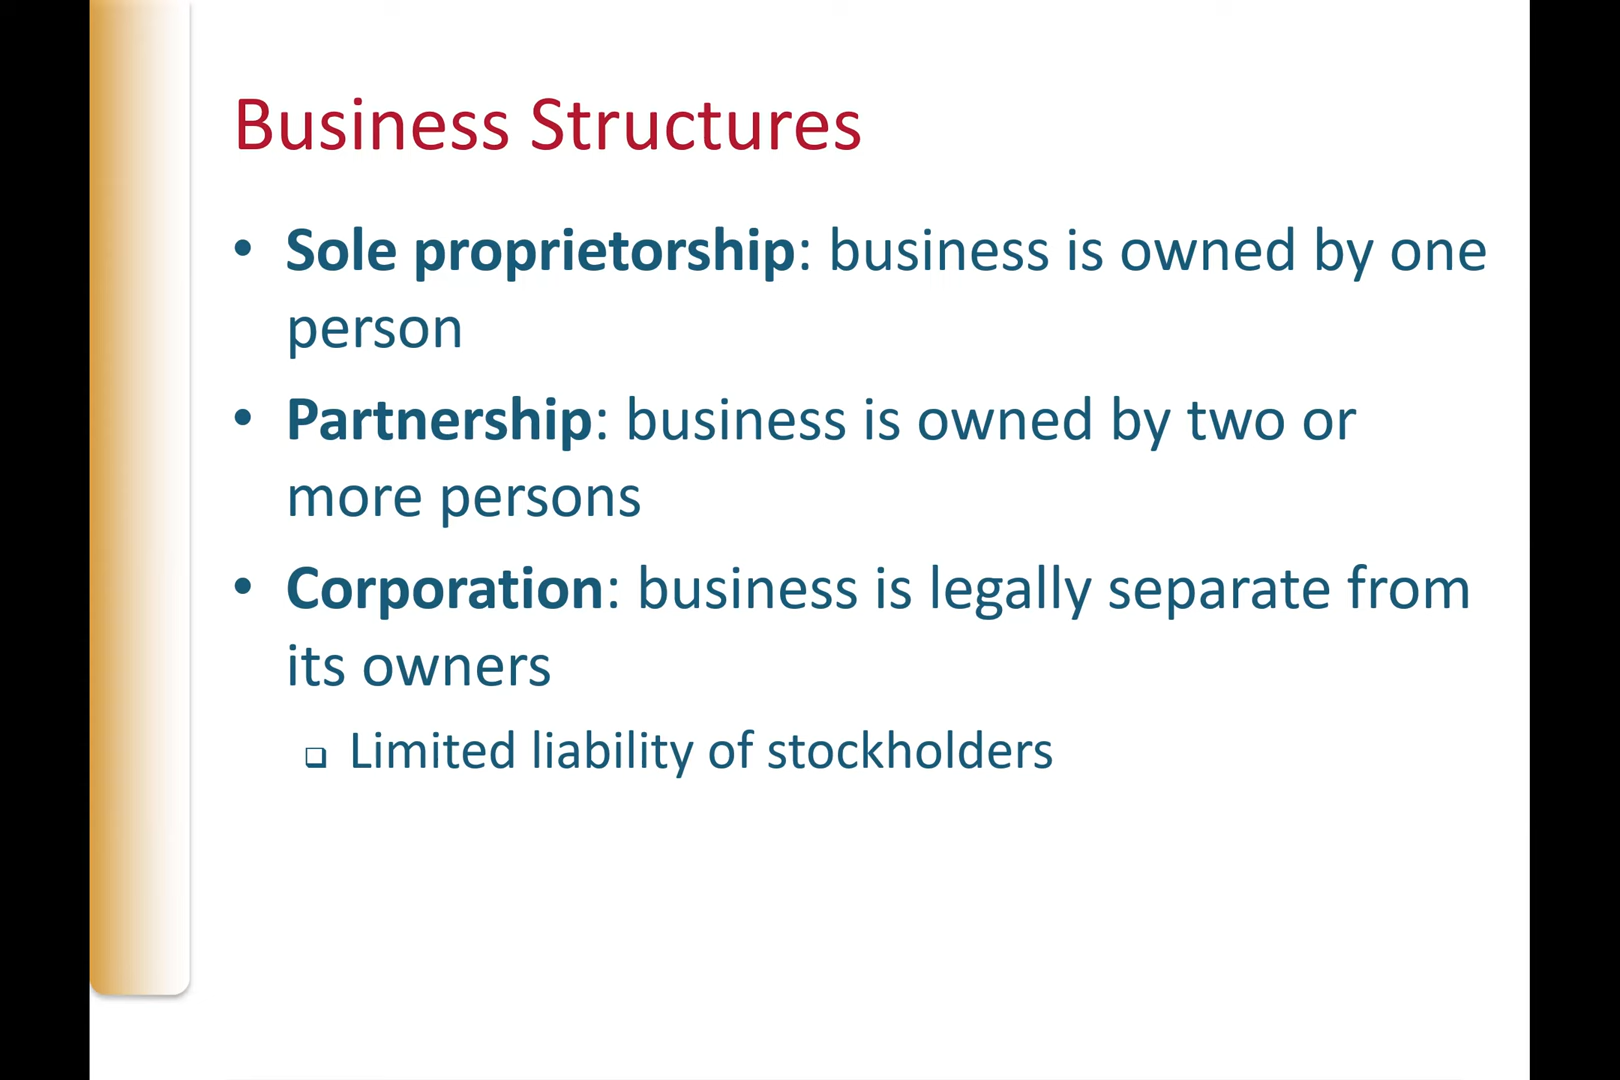 Business Structures
• Sole proprietorship: business is owned by one
person
• Partnership: business is owned by two or
more persons
• Corporation: business is legally separate from
its owners
❑ Limited liability of stockholders